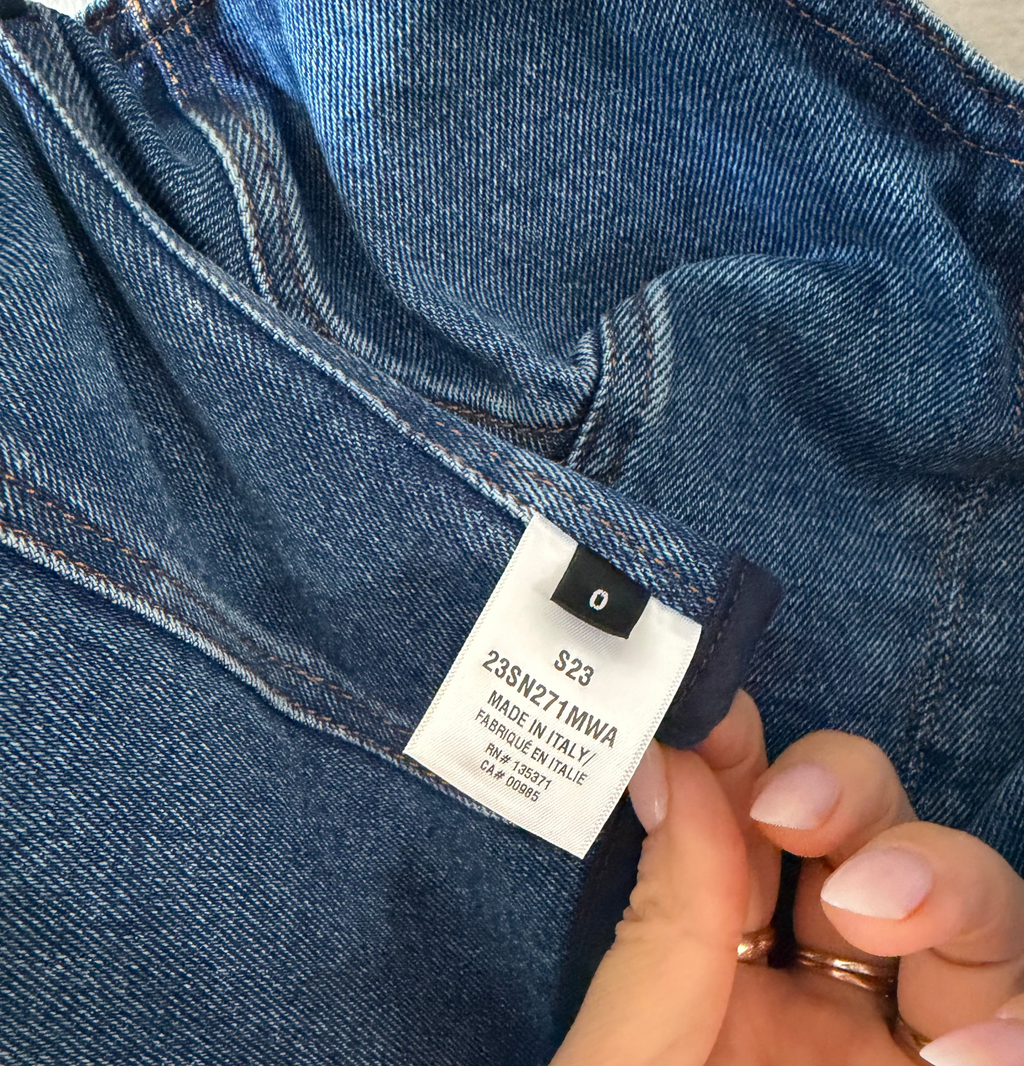 0
S23
23SN271MWA
MADE IN ITALY/
FABRIQUÉ EN ITALIE
RN# 135371
CA# 00985